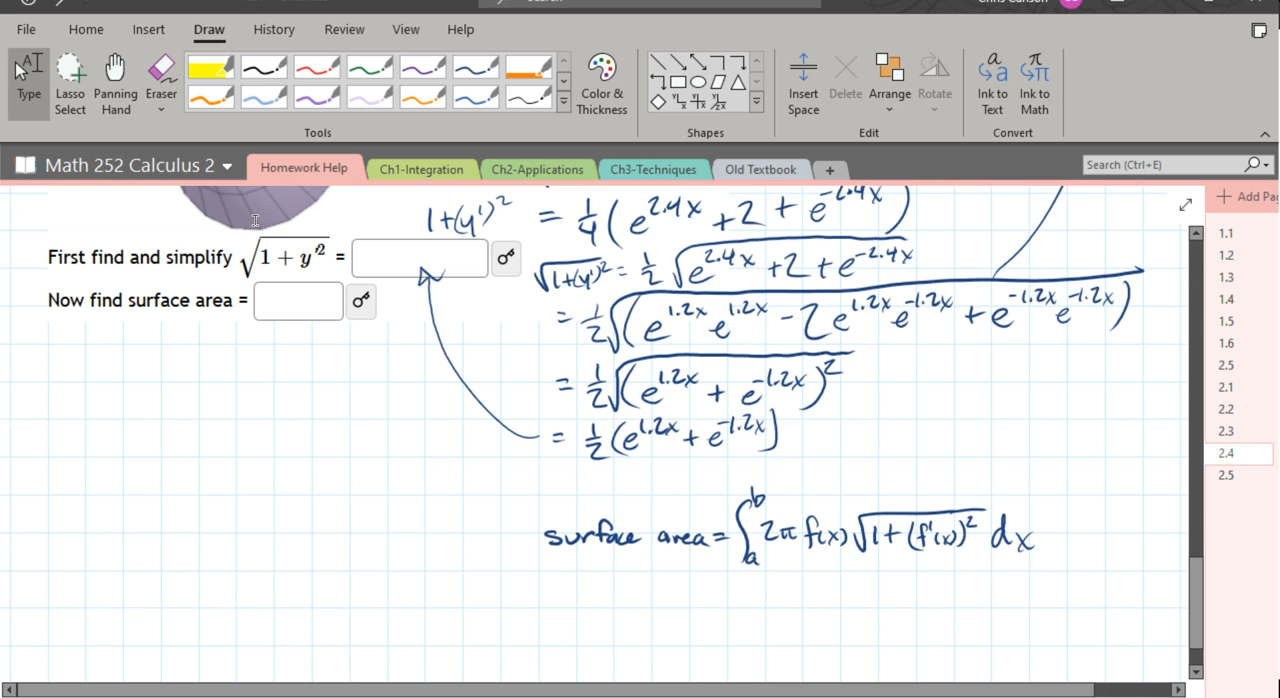 File Home Insert Draw History Review View Help
Type Lasso Select Panning Hand Eraser Color & Thickness Insert Space Delete Arrange Rotate Ink to Text Ink to Math
Tools Shapes Edit Convert
Math 252 Calculus 2 Homework Help Ch1-Integration Ch2-Applications Ch3-Techniques Old Textbook + Search (Ctrl+E)
1+(y')² = 1/4 (e^{2.4x} + 2 + e^{-2.4x})
First find and simplify √(1 + y'²) =
√(1+(y')²) = 1/2 √(e^{2.4x} + 2 + e^{-2.4x})
Now find surface area =
= 1/2 √((e^{1.2x} e^{1.2x} - 2e^{1.2x} e^{-1.2x} + e^{-1.2x} e^{-1.2x})
= 1/2 √((e^{1.2x} + e^{-1.2x})²
= 1/2 (e^{1.2x} + e^{-1.2x})
surface area = ∫_a^b 2π f(x) √(1 + (f'(x))²) dx
+ Add Pag
1.1
1.2
1.3
1.4
1.5
1.6
2.5
2.1
2.2
2.3
2.4
2.5